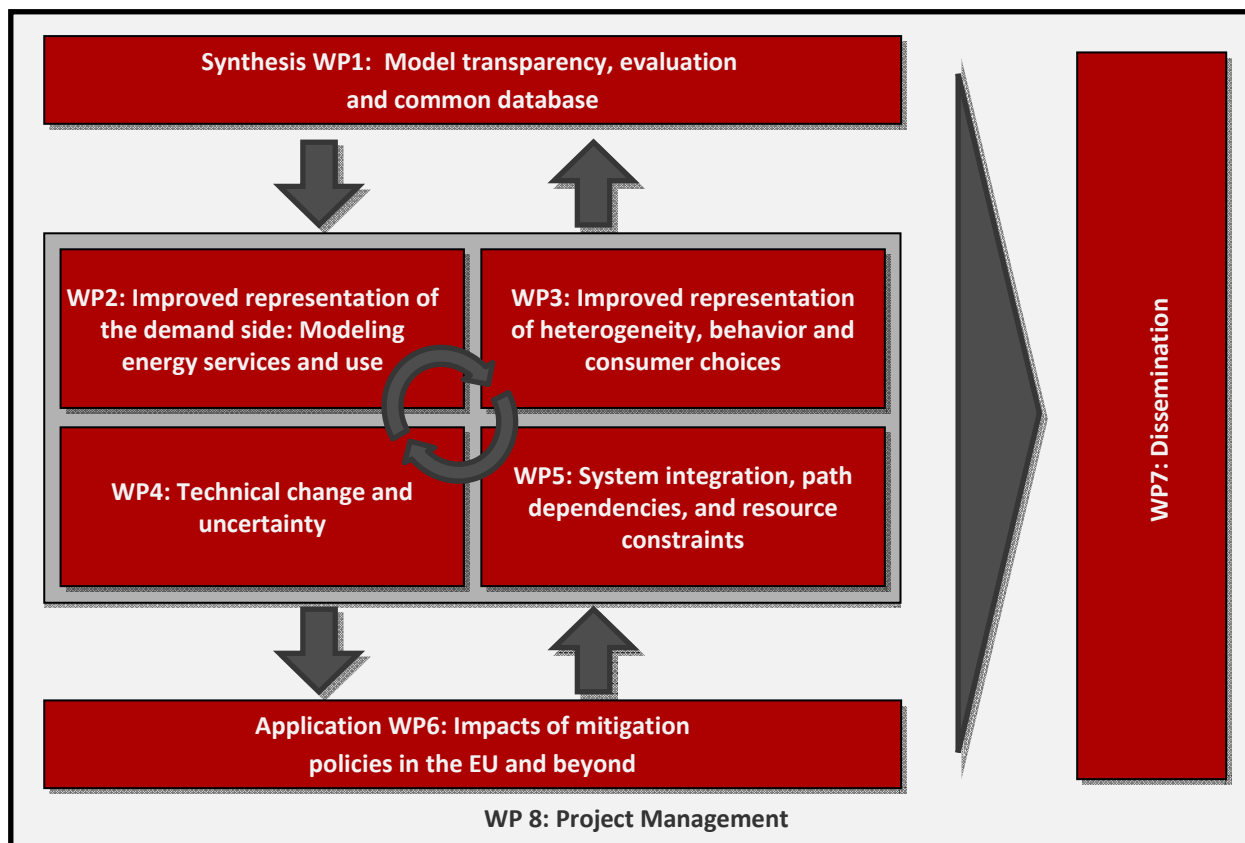 Synthesis WP1:  Model transparency, evaluation
and common database
WP2: Improved representation of
the demand side: Modeling
energy services and use
WP3: Improved representation
of heterogeneity, behavior and
consumer choices
WP4: Technical change and
uncertainty
WP5: System integration, path
dependencies, and resource
constraints
Application WP6: Impacts of mitigation
policies in the EU and beyond
WP7: Dissemination
WP 8: Project Management